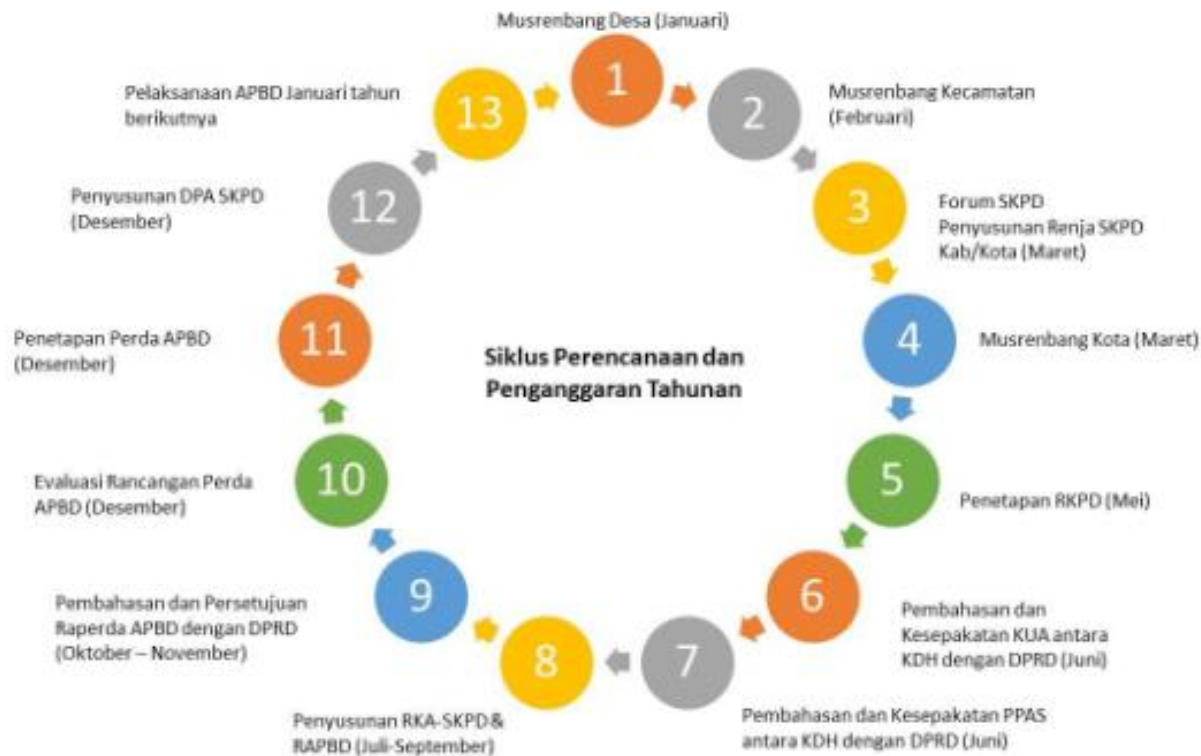 Musrenbang Desa (Januari)
1
2
Musrenbang Kecamatan
(Februari)
3
Forum SKPD
Penyusunan Renja SKPD
Kab/Kota (Maret)
4
Musrenbang Kota (Maret)
5
Penetapan RKPD (Mei)
6
Pembahasan dan
Kesepakatan KUA antara
KDH dengan DPRD (Juni)
7
Pembahasan dan Kesepakatan PPAS
antara KDH dengan DPRD (Juni)
8
Penyusunan RKA-SKPD &
RAPBD (Juli-September)
9
Pembahasan dan Persetujuan
Raperda APBD dengan DPRD
(Oktober – November)
10
Evaluasi Rancangan Perda
APBD (Desember)
11
Penetapan Perda APBD
(Desember)
12
Penyusunan DPA SKPD
(Desember)
13
Pelaksanaan APBD Januari tahun
berikutnya
Siklus Perencanaan dan
Penganggaran Tahunan